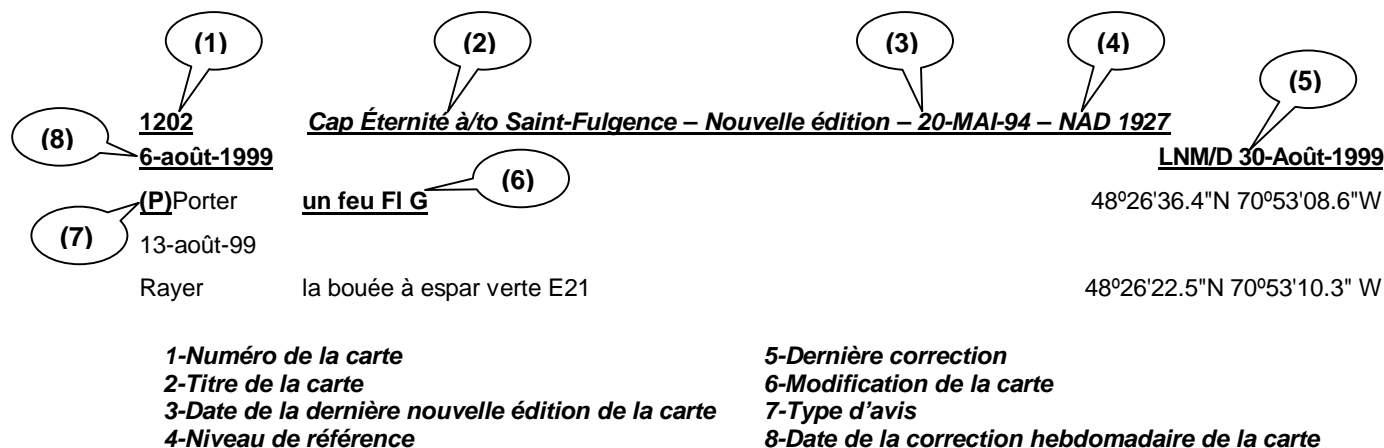 (1) (2) (3) (4)
(5)
1202 Cap Éternité à/to Saint-Fulgence – Nouvelle édition – 20-MAI-94 – NAD 1927
(8) 6-août-1999 LNM/D 30-Août-1999
(6)
(P)Porter un feu Fl G 48º26'36.4"N 70º53'08.6"W
(7) 13-août-99
Rayer la bouée à espar verte E21 48º26'22.5"N 70º53'10.3" W
1-Numéro de la carte 5-Dernière correction
2-Titre de la carte 6-Modification de la carte
3-Date de la dernière nouvelle édition de la carte 7-Type d'avis
4-Niveau de référence 8-Date de la correction hebdomadaire de la carte